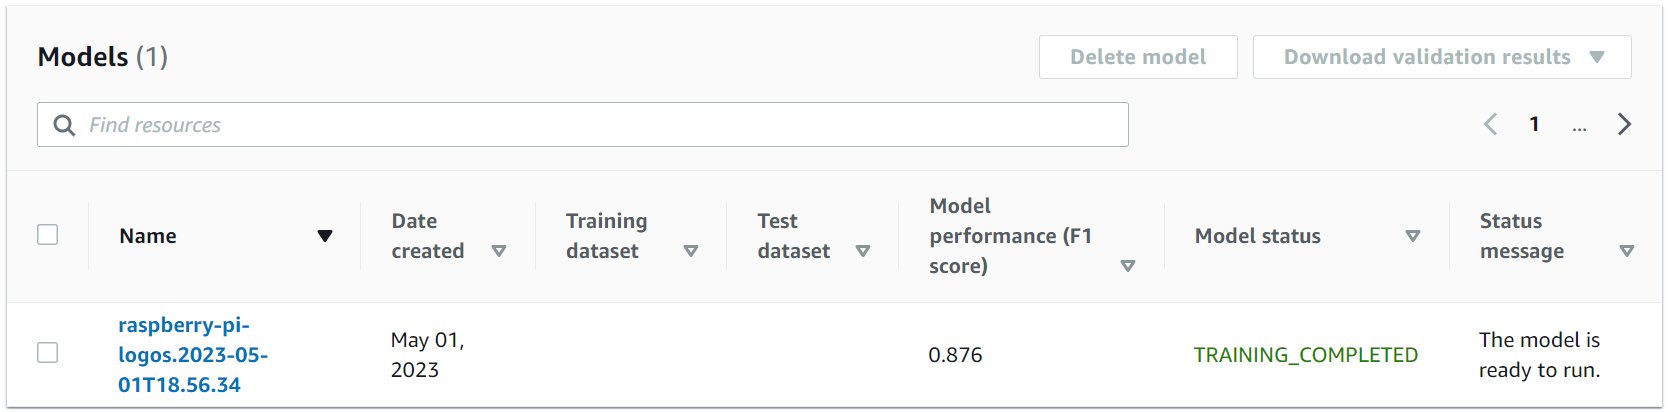 Models (1)
Delete model
Download validation results
Find resources
1 ...
Name
Date
created
Training
dataset
Test
dataset
Model
performance (F1
score)
Model status
Status
message
raspberry-pi-
logos.2023-05-
01T18.56.34
May 01,
2023
0.876
TRAINING_COMPLETED
The model is
ready to run.